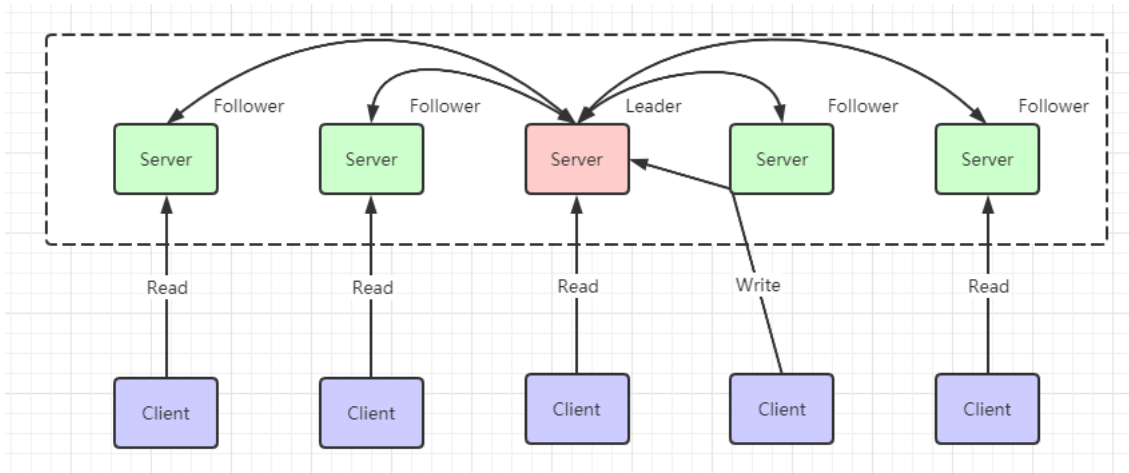 Follower
Follower
Leader
Follower
Follower
Server
Server
Server
Server
Server
Read
Read
Read
Write
Read
Client
Client
Client
Client
Client